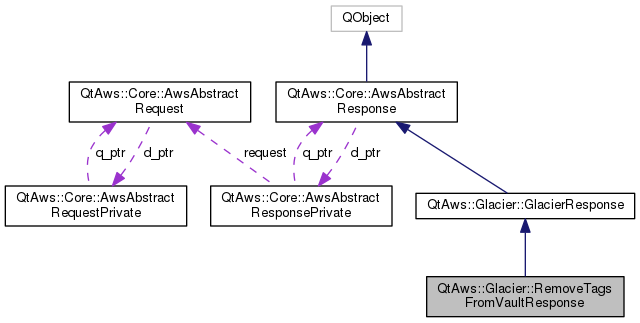 QObject
QtAws::Core::AwsAbstract
Request
QtAws::Core::AwsAbstract
Response
q_ptr
d_ptr
request
q_ptr
d_ptr
QtAws::Core::AwsAbstract
RequestPrivate
QtAws::Core::AwsAbstract
ResponsePrivate
QtAws::Glacier::GlacierResponse
QtAws::Glacier::RemoveTags
FromVaultResponse